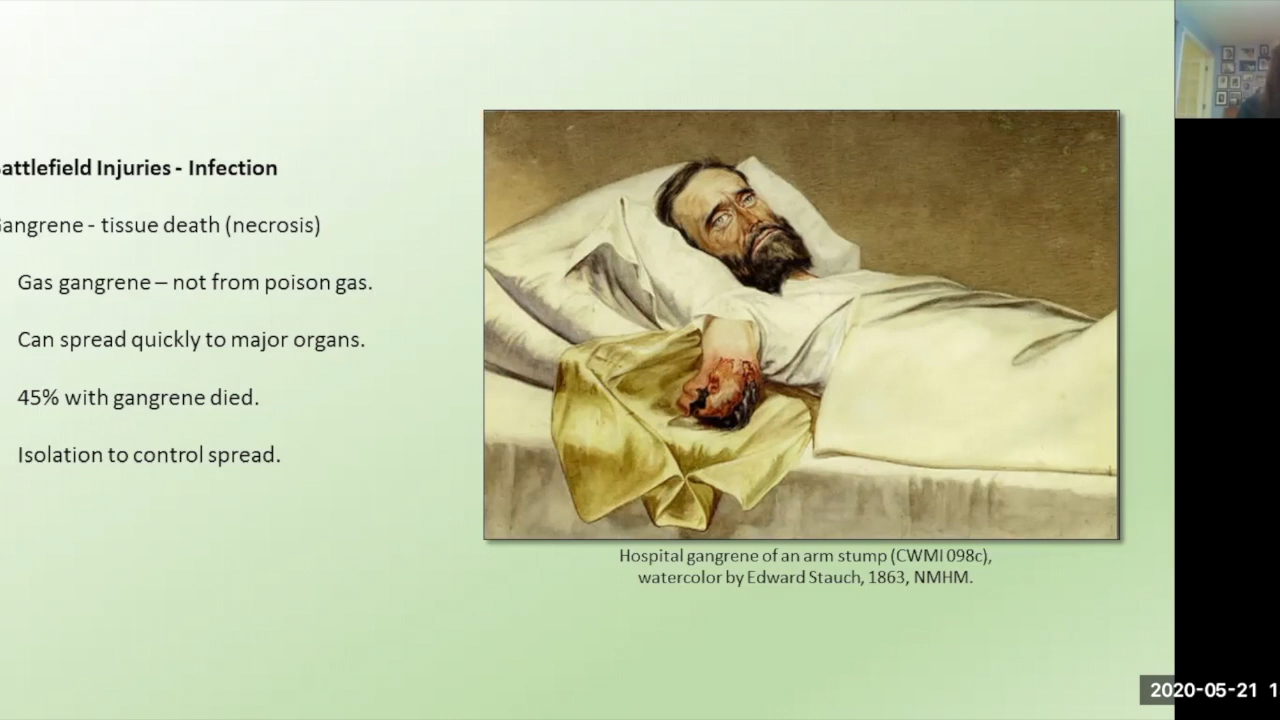 attlefield Injuries - Infection
angrene - tissue death (necrosis)
Gas gangrene – not from poison gas.
Can spread quickly to major organs.
45% with gangrene died.
Isolation to control spread.
Hospital gangrene of an arm stump (CWMI 098c),
watercolor by Edward Stauch, 1863, NMHM.
2020-05-21 1